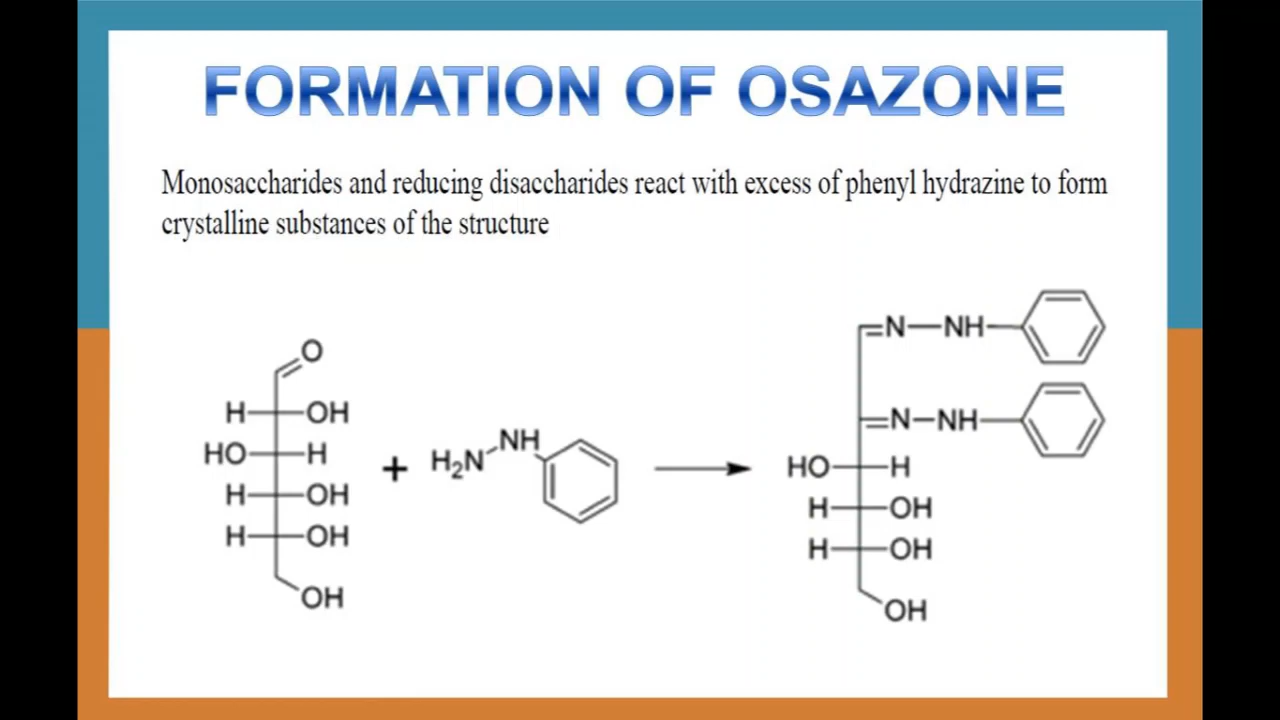 FORMATION OF OSAZONE
Monosaccharides and reducing disaccharides react with excess of phenyl hydrazine to form
crystalline substances of the structure
O
H OH
HO H
H OH
H OH
OH
+
H₂N NH
N NH
N NH
HO H
H OH
H OH
OH